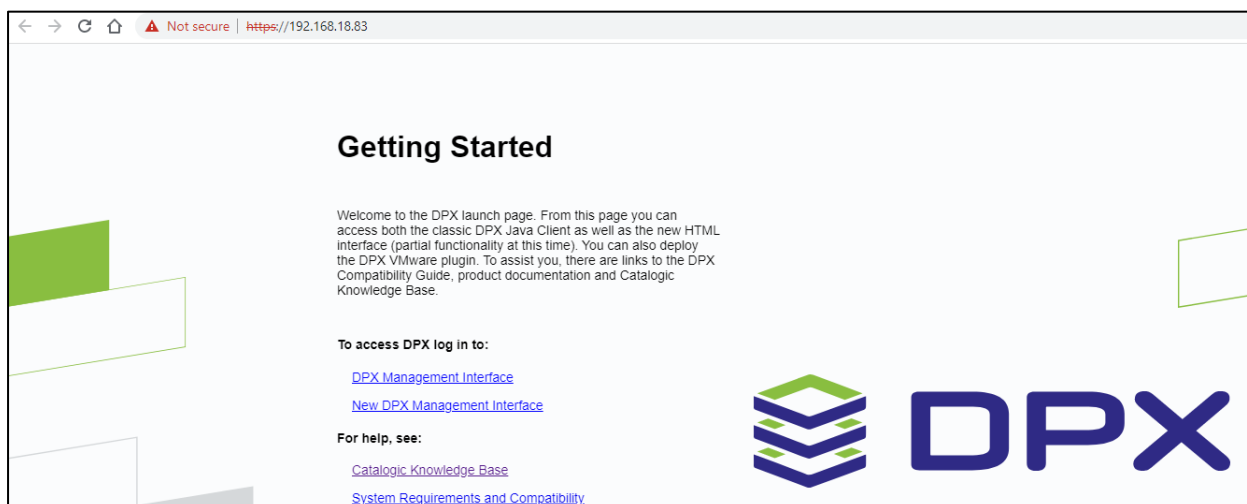 Not secure | https://192.168.18.83
Getting Started
Welcome to the DPX launch page. From this page you can
access both the classic DPX Java Client as well as the new HTML
interface (partial functionality at this time). You can also deploy
the DPX VMware plugin. To assist you, there are links to the DPX
Compatibility Guide, product documentation and Catalogic
Knowledge Base.
To access DPX log in to:
DPX Management Interface
New DPX Management Interface
For help, see:
Catalogic Knowledge Base
System Requirements and Compatibility
DPX